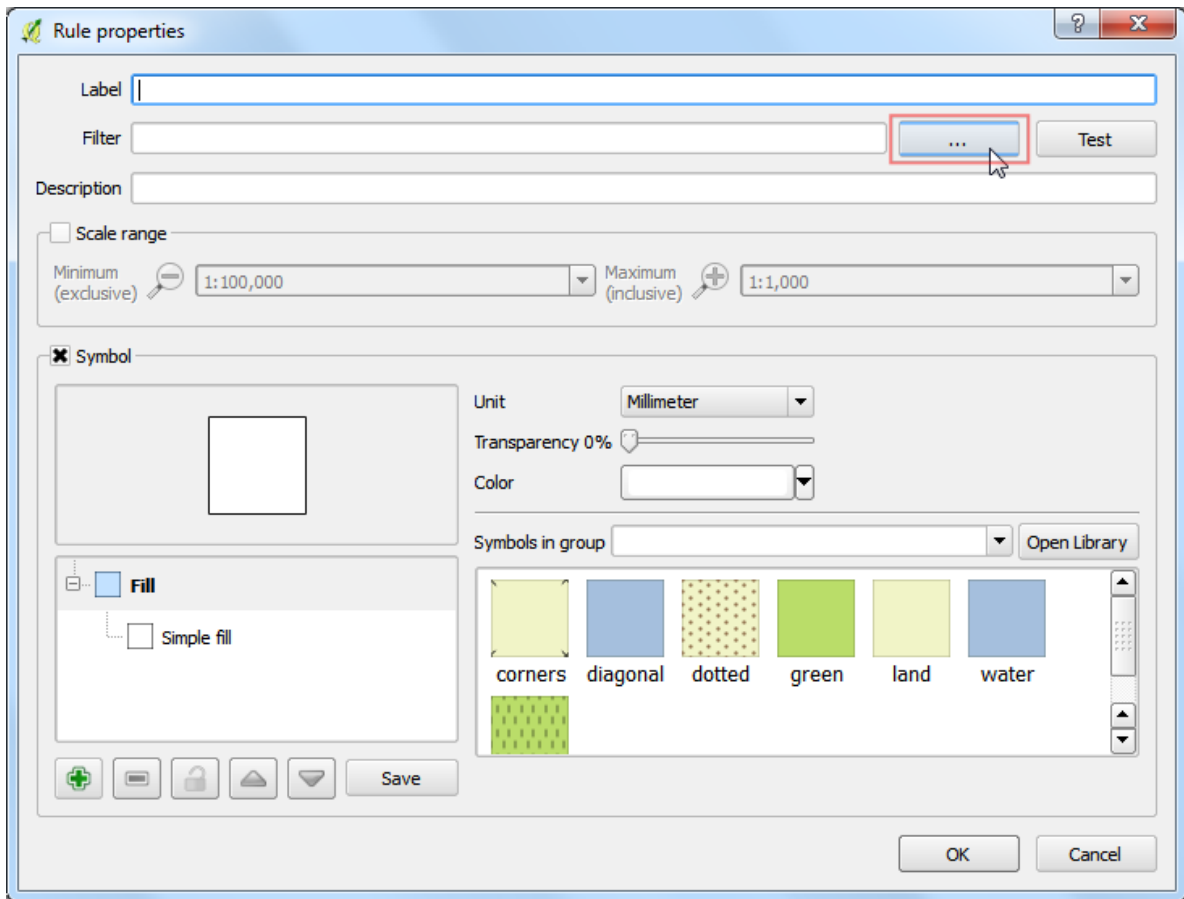 Rule properties
Label
Filter ... Test
Description
Scale range
Minimum (exclusive) 1:100,000 Maximum (inclusive) 1:1,000
Symbol
Unit Millimeter
Transparency 0%
Color
Symbols in group Open Library
Fill
Simple fill
corners diagonal dotted green land water
Save
OK Cancel